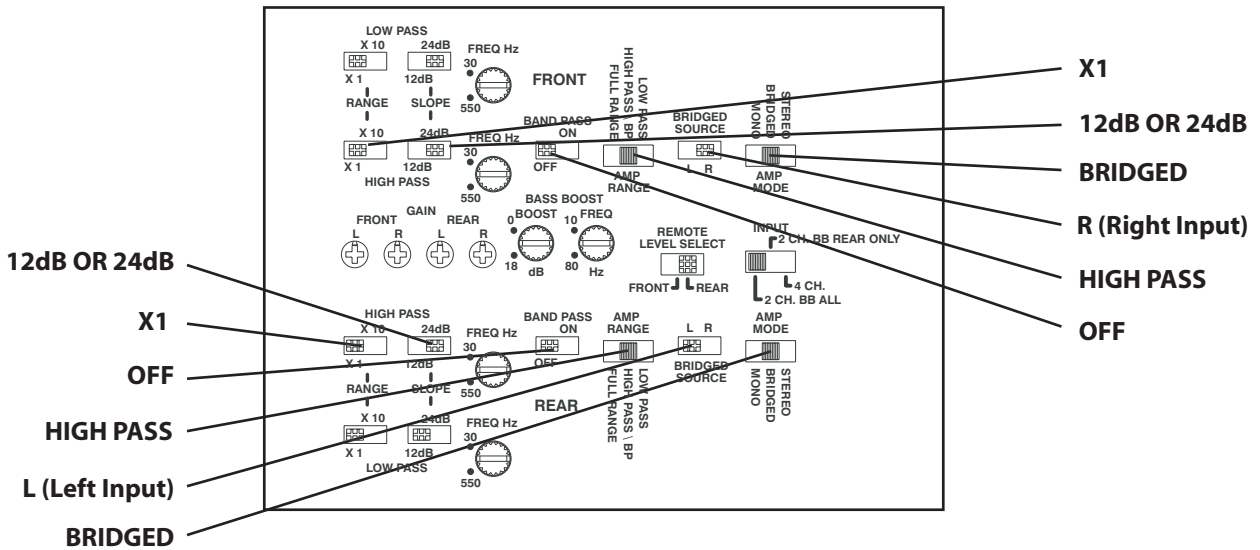 LOW PASS
X 10 24dB
FREQ Hz
30
X 1 12dB
550
RANGE SLOPE
FRONT
LOW PASS
HIGH PASS \ BP
FULL RANGE
STEREO
BRIDGED
MONO
X 10 24dB
FREQ Hz
30
X 1 12dB
HIGH PASS
550
BAND PASS
ON
OFF
AMP
RANGE
BRIDGED
SOURCE
L R
AMP
MODE
X1
12dB OR 24dB
BRIDGED
R (Right Input)
HIGH PASS
OFF
GAIN
FRONT REAR
L R L R
BASS BOOST
BOOST FREQ
0 10
18 80
dB Hz
REMOTE
LEVEL SELECT
FRONT REAR
INPUT
2 CH. BB REAR ONLY
4 CH.
2 CH. BB ALL
12dB OR 24dB
X1
OFF
HIGH PASS
L (Left Input)
BRIDGED
HIGH PASS
X 10 24dB
FREQ Hz
30
X 1 12dB
550
RANGE SLOPE
BAND PASS
ON
OFF
AMP
RANGE
L R
BRIDGED
SOURCE
AMP
MODE
LOW PASS
HIGH PASS \ BP
FULL RANGE
STEREO
BRIDGED
MONO
REAR
X 10 24dB
FREQ Hz
30
X 1 12dB
LOW PASS
550